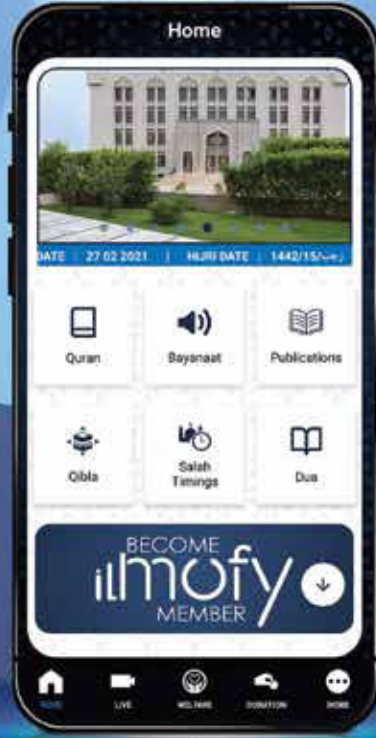 Home
DATE | 27 02 2021 | HIJRI DATE | 1442/15/رجب
Quran
Bayanaat
Publications
Qibla
Salah
Timings
Dua
BECOME
ilmofy
MEMBER
HOME
LIVE
WELFARE
DONATION
MORE